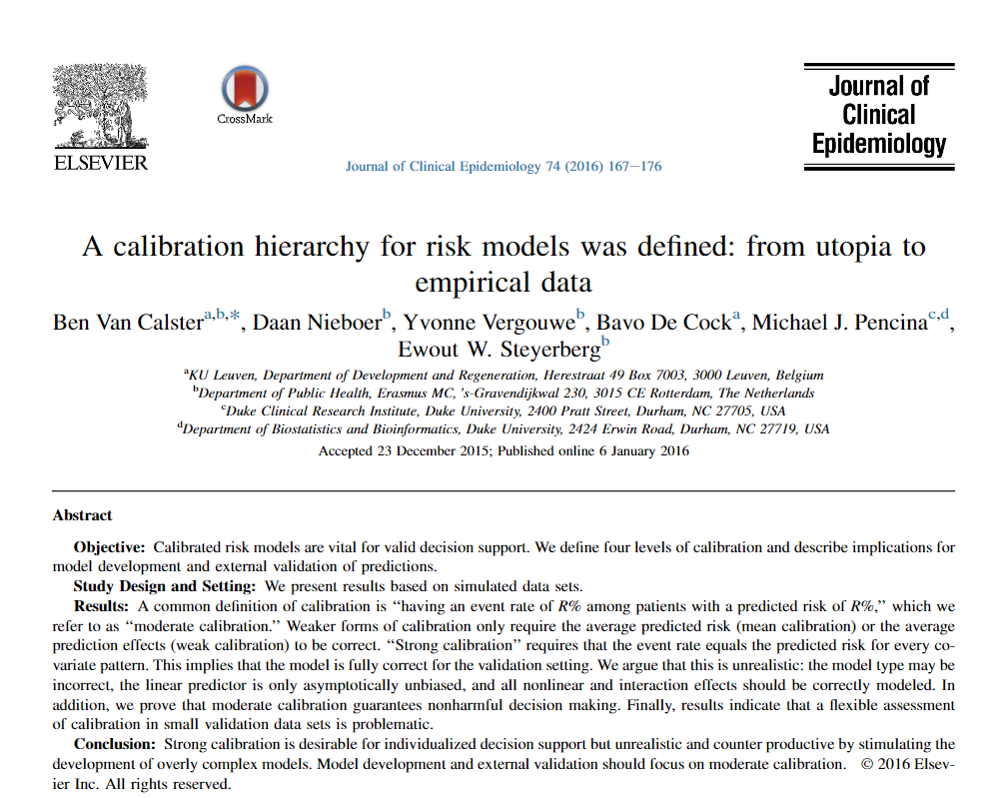 ELSEVIER
CrossMark
Journal of Clinical Epidemiology 74 (2016) 167–176
Journal of
Clinical
Epidemiology
A calibration hierarchy for risk models was defined: from utopia to
empirical data
Ben Van Calster^a,b,*, Daan Nieboer^b, Yvonne Vergouwe^b, Bavo De Cock^a, Michael J. Pencina^c,d,
Ewout W. Steyerberg^b
^aKU Leuven, Department of Development and Regeneration, Herestraat 49 Box 7003, 3000 Leuven, Belgium
^bDepartment of Public Health, Erasmus MC, 's-Gravendijkwal 230, 3015 CE Rotterdam, The Netherlands
^cDuke Clinical Research Institute, Duke University, 2400 Pratt Street, Durham, NC 27705, USA
^dDepartment of Biostatistics and Bioinformatics, Duke University, 2424 Erwin Road, Durham, NC 27719, USA
Accepted 23 December 2015; Published online 6 January 2016
Abstract
Objective: Calibrated risk models are vital for valid decision support. We define four levels of calibration and describe implications for
model development and external validation of predictions.
Study Design and Setting: We present results based on simulated data sets.
Results: A common definition of calibration is “having an event rate of R% among patients with a predicted risk of R%,” which we
refer to as “moderate calibration.” Weaker forms of calibration only require the average predicted risk (mean calibration) or the average
prediction effects (weak calibration) to be correct. “Strong calibration” requires that the event rate equals the predicted risk for every co-
variate pattern. This implies that the model is fully correct for the validation setting. We argue that this is unrealistic: the model type may be
incorrect, the linear predictor is only asymptotically unbiased, and all nonlinear and interaction effects should be correctly modeled. In
addition, we prove that moderate calibration guarantees nonharmful decision making. Finally, results indicate that a flexible assessment
of calibration in small validation data sets is problematic.
Conclusion: Strong calibration is desirable for individualized decision support but unrealistic and counter productive by stimulating the
development of overly complex models. Model development and external validation should focus on moderate calibration. © 2016 Elsev-
ier Inc. All rights reserved.